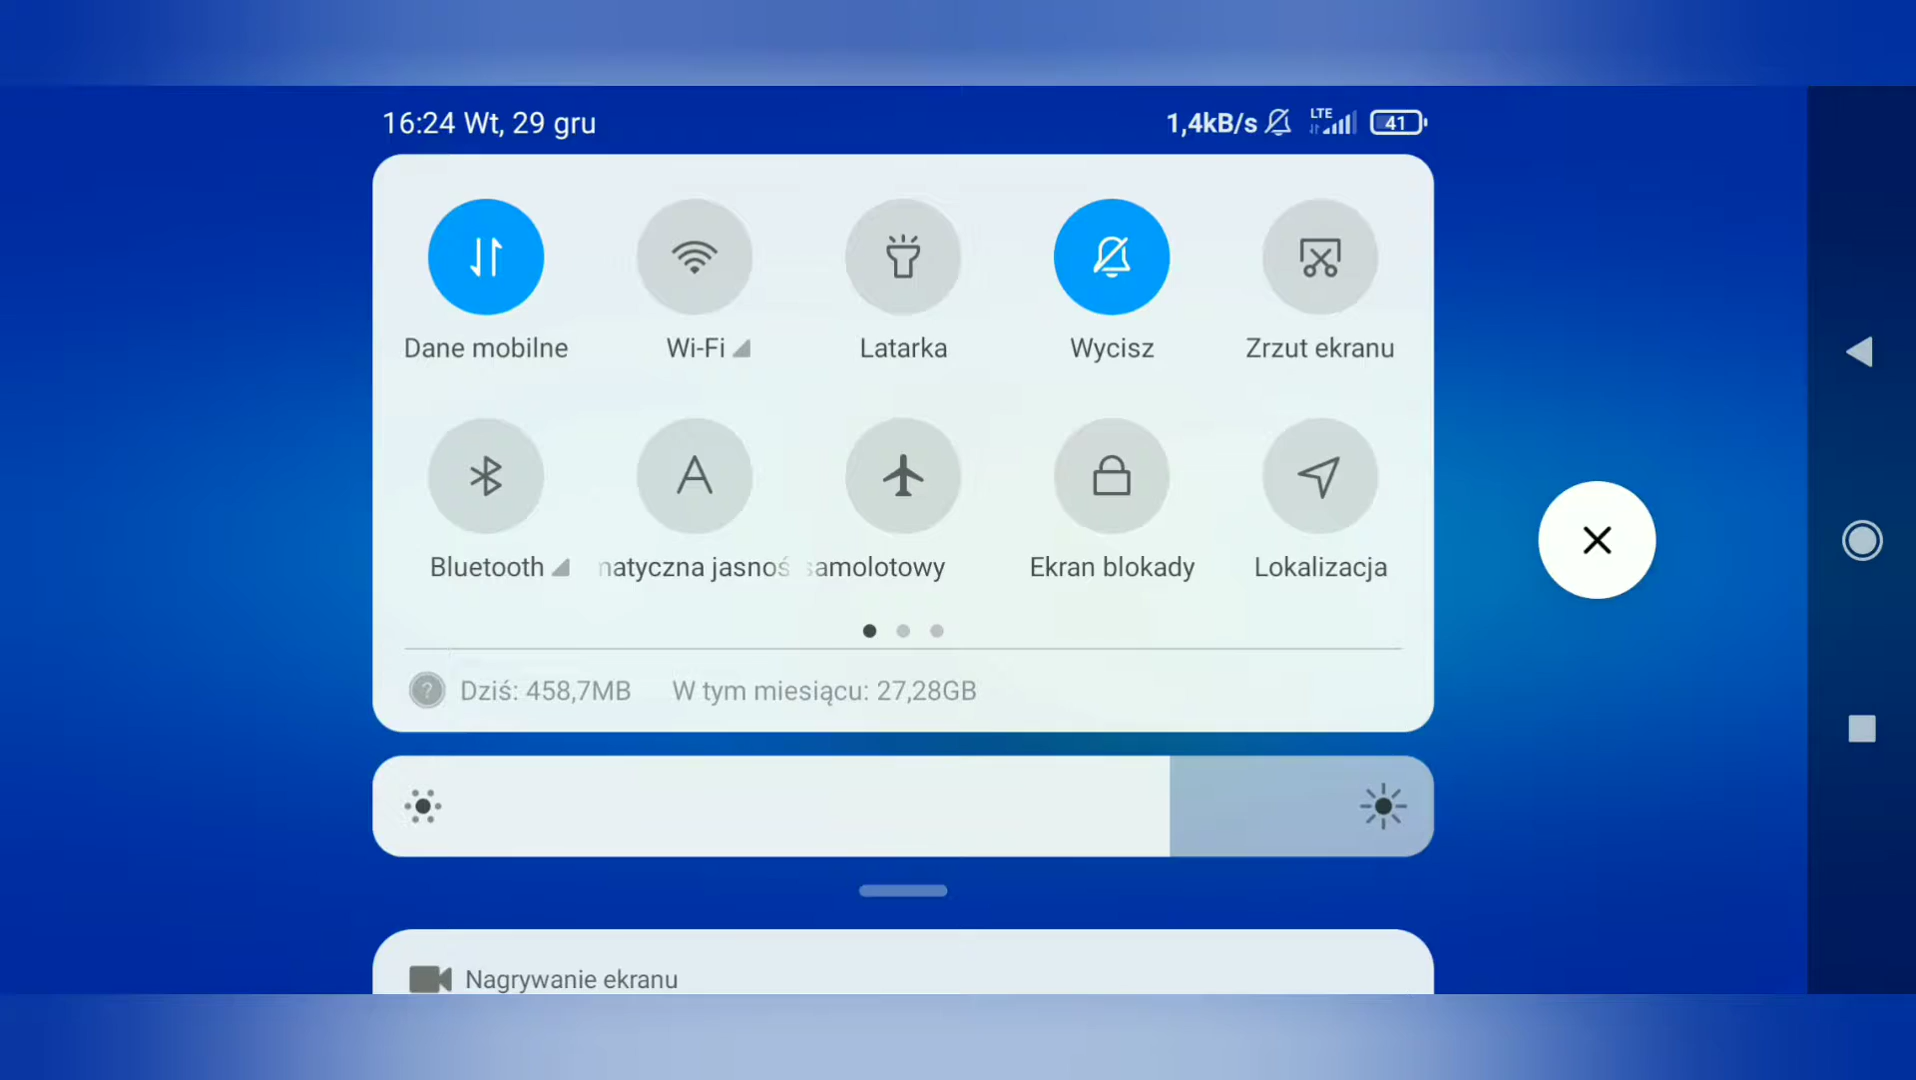 16:24 Wt, 29 gru 1,4kB/s LTE 41
Dane mobilne Wi-Fi Latarka Wycisz Zrzut ekranu
A
Bluetooth natyczna jasnoś samolotowy Ekran blokady Lokalizacja
? Dziś: 458,7MB W tym miesiącu: 27,28GB
Nagrywanie ekranu